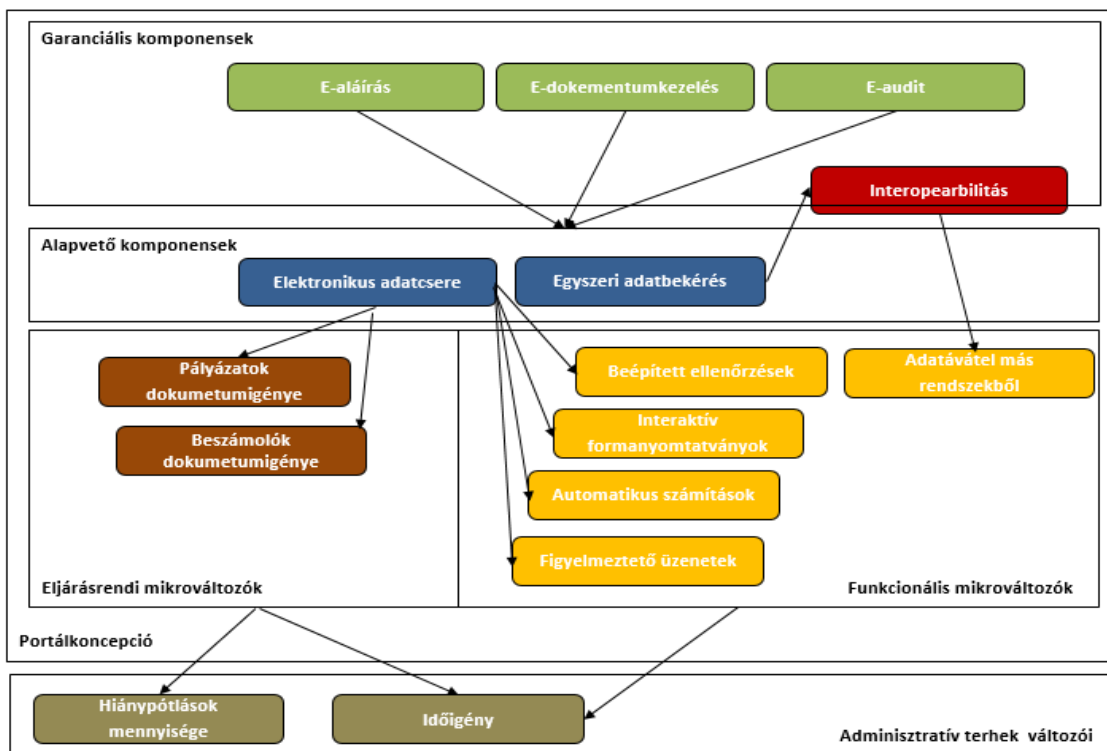 Garanciális komponensek
E-aláírás
E-dokementumkezelés
E-audit
Interopearbilitás
Alapvető komponensek
Elektronikus adatcsere
Egyszeri adatbekérés
Pályázatok
dokumetumigénye
Beszámolók
dokumetumigénye
Beépített ellenőrzések
Adatávátel más
rendszekből
Interaktív
formanyomtatványok
Automatikus számítások
Figyelmeztető üzenetek
Eljárásrendi mikrováltozók
Funkcionális mikrováltozók
Portálkoncepció
Hiánypótlások
mennyisége
Időigény
Adminisztratív terhek változói